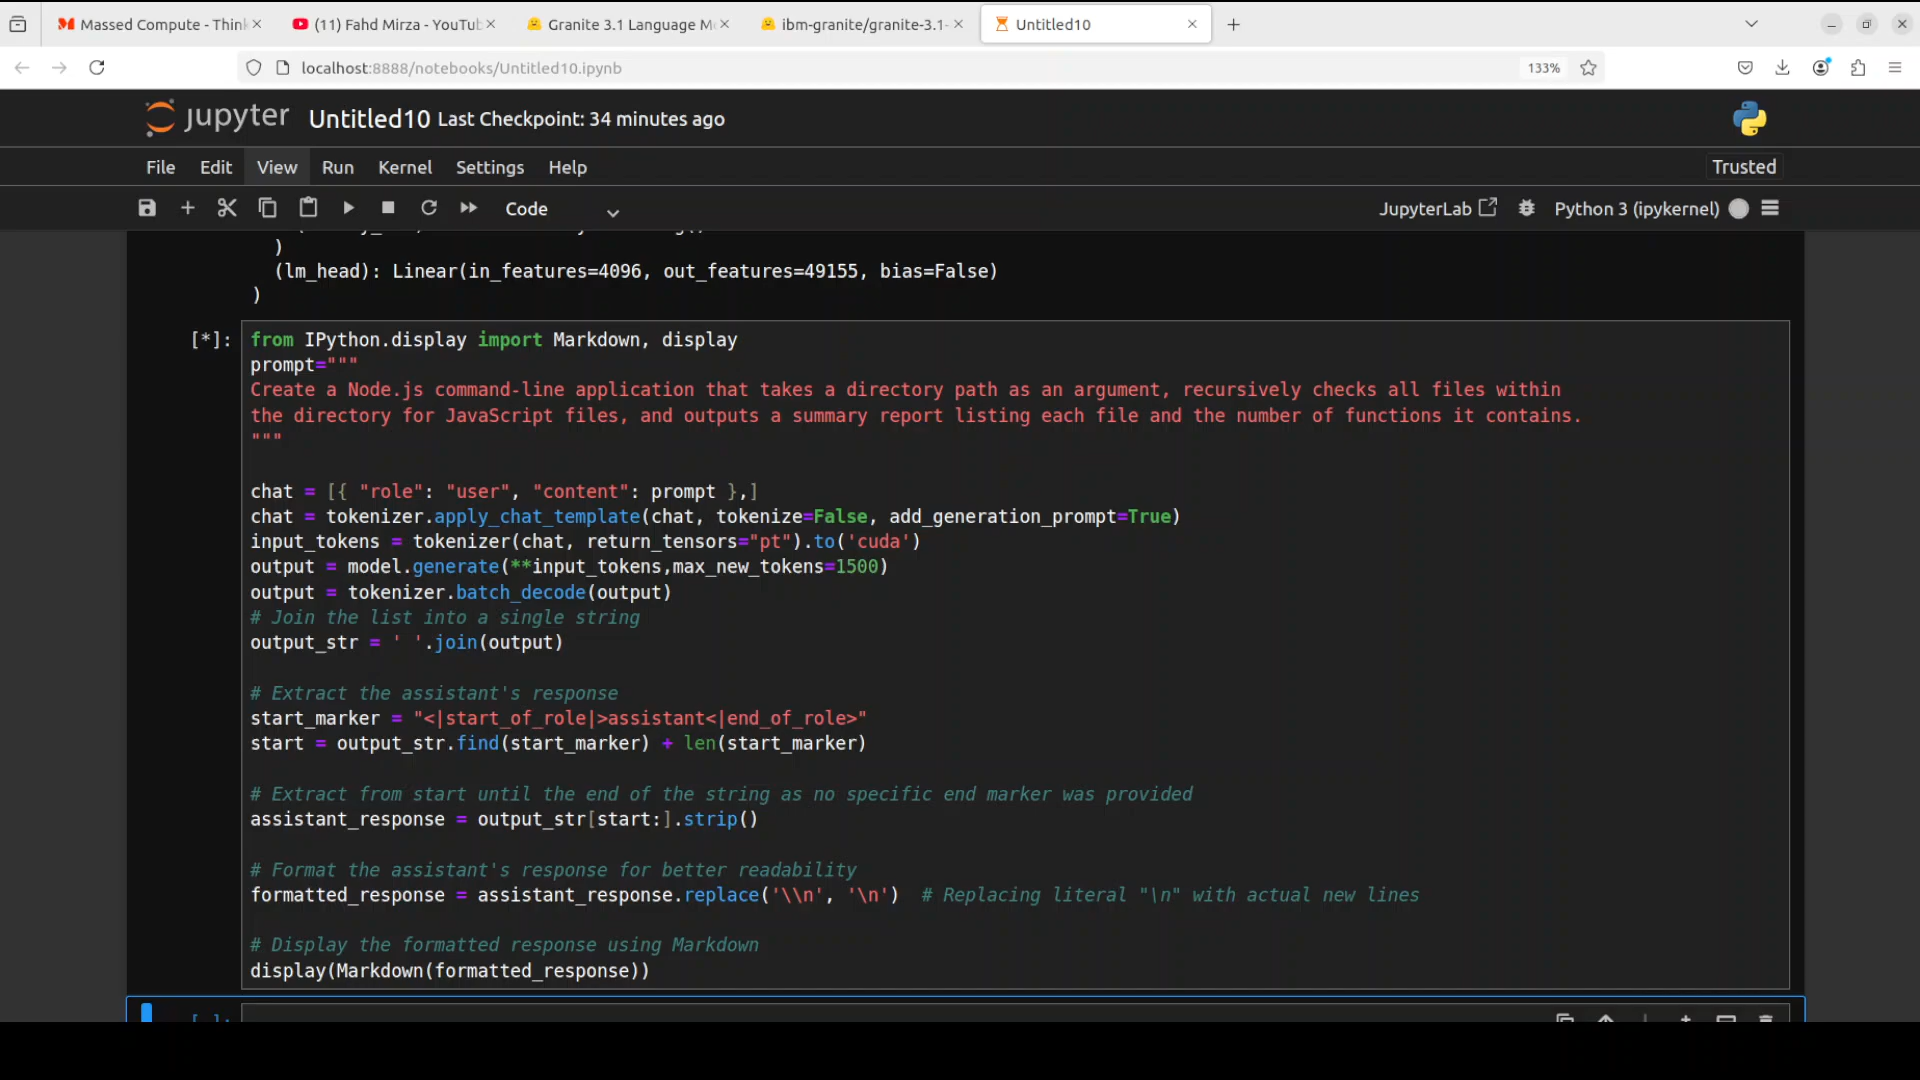 Massed Compute - Think
(11) Fahd Mirza - YouTub
Granite 3.1 Language M
ibm-granite/granite-3.1-
Untitled10
localhost:8888/notebooks/Untitled10.ipynb
133%
jupyter Untitled10 Last Checkpoint: 34 minutes ago
File Edit View Run Kernel Settings Help
Trusted
Code
JupyterLab
Python 3 (ipykernel)
)
(lm_head): Linear(in_features=4096, out_features=49155, bias=False)
)
[*]:
from IPython.display import Markdown, display
prompt="""
Create a Node.js command-line application that takes a directory path as an argument, recursively checks all files within
the directory for JavaScript files, and outputs a summary report listing each file and the number of functions it contains.
"""
chat = [{ "role": "user", "content": prompt },]
chat = tokenizer.apply_chat_template(chat, tokenize=False, add_generation_prompt=True)
input_tokens = tokenizer(chat, return_tensors="pt").to('cuda')
output = model.generate(**input_tokens,max_new_tokens=1500)
output = tokenizer.batch_decode(output)
# Join the list into a single string
output_str = ' '.join(output)
# Extract the assistant's response
start_marker = "<|start_of_role|>assistant<|end_of_role>"
start = output_str.find(start_marker) + len(start_marker)
# Extract from start until the end of the string as no specific end marker was provided
assistant_response = output_str[start:].strip()
# Format the assistant's response for better readability
formatted_response = assistant_response.replace('\\n', '\n')  # Replacing literal "\n" with actual new lines
# Display the formatted response using Markdown
display(Markdown(formatted_response))
[ ]: